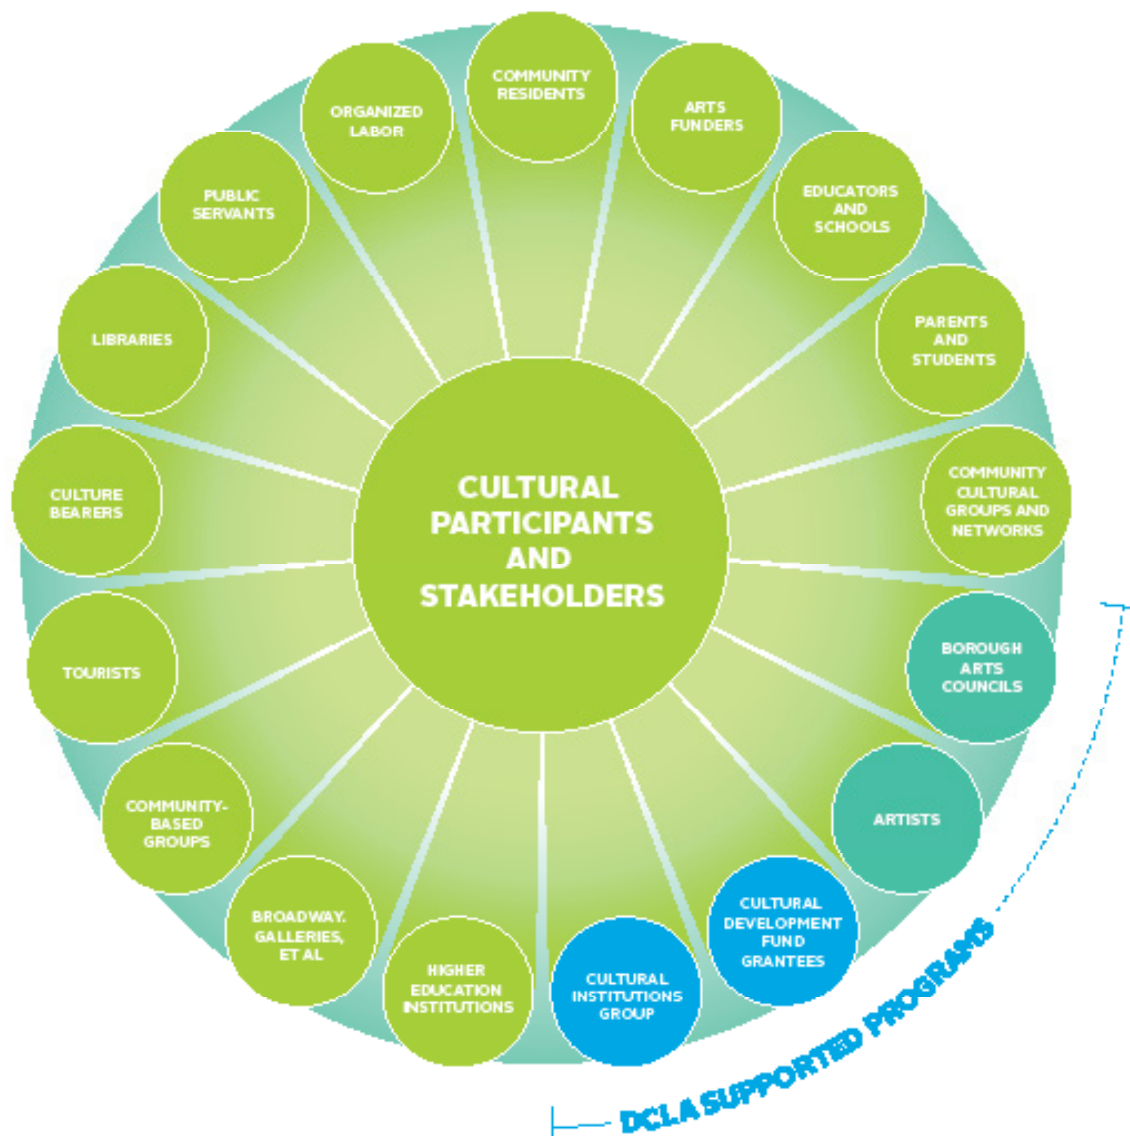 COMMUNITY
RESIDENTS
ARTS
FUNDERS
EDUCATORS
AND
SCHOOLS
PARENTS
AND
STUDENTS
COMMUNITY
CULTURAL
GROUPS AND
NETWORKS
BOROUGH
ARTS
COUNCILS
ARTISTS
CULTURAL
DEVELOPMENT
FUND
GRANTEES
CULTURAL
INSTITUTIONS
GROUP
HIGHER
EDUCATION
INSTITUTIONS
BROADWAY,
GALLERIES,
ET AL
COMMUNITY-
BASED
GROUPS
TOURISTS
CULTURE
BEARERS
LIBRARIES
PUBLIC
SERVANTS
ORGANIZED
LABOR
CULTURAL
PARTICIPANTS
AND
STAKEHOLDERS
DCLA SUPPORTED PROGRAMS